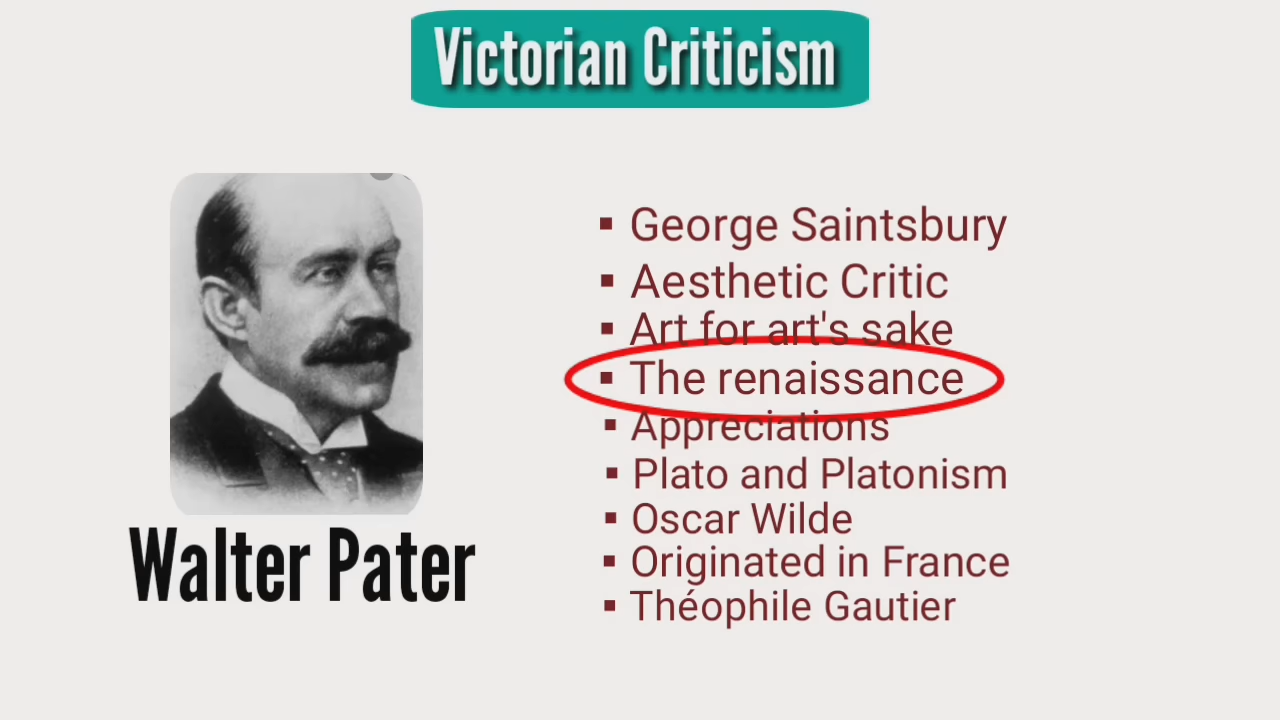 Victorian Criticism
▪ George Saintsbury
▪ Aesthetic Critic
▪ Art for art's sake
▪ The renaissance
▪ Appreciations
▪ Plato and Platonism
▪ Oscar Wilde
▪ Originated in France
▪ Théophile Gautier
Walter Pater